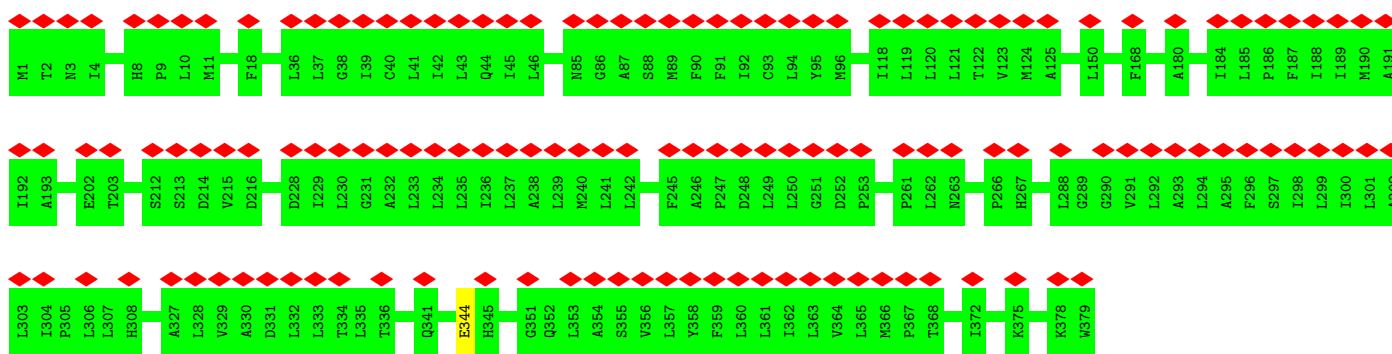 M1 T2 N3 I4 H8 P9 L10 M11 F18 L36 L37 G38 I39 C40 L41 I42 L43 Q44 I45 L46 N85 G86 A87 S88 M89 F90 F91 I92 C93 L94 Y95 M96 I118 L119 L120 L121 T122 V123 M124 A125 L150 F168 A180 I184 L185 P186 F187 I188 I189 M190 A191
I192 A193 E202 T203 S212 S213 D214 V215 D216 D228 I229 L230 G231 A232 L233 L234 L235 I236 L237 A238 L239 M240 L241 L242 F245 A246 P247 D248 L249 L250 G251 D252 P253 P261 L262 N263 P266 H267 L288 G289 G290 V291 L292 A293 L294 A295 F296 S297 I298 L299 I300 L301
L303 I304 P305 L306 L307 H308 A327 L328 V329 A330 D331 L332 L333 T334 L335 T336 Q341 E344 H345 G351 Q352 L353 A354 S355 V356 L357 Y358 F359 L360 L361 I362 L363 V364 L365 M366 P367 T368 I372 K375 K378 W379